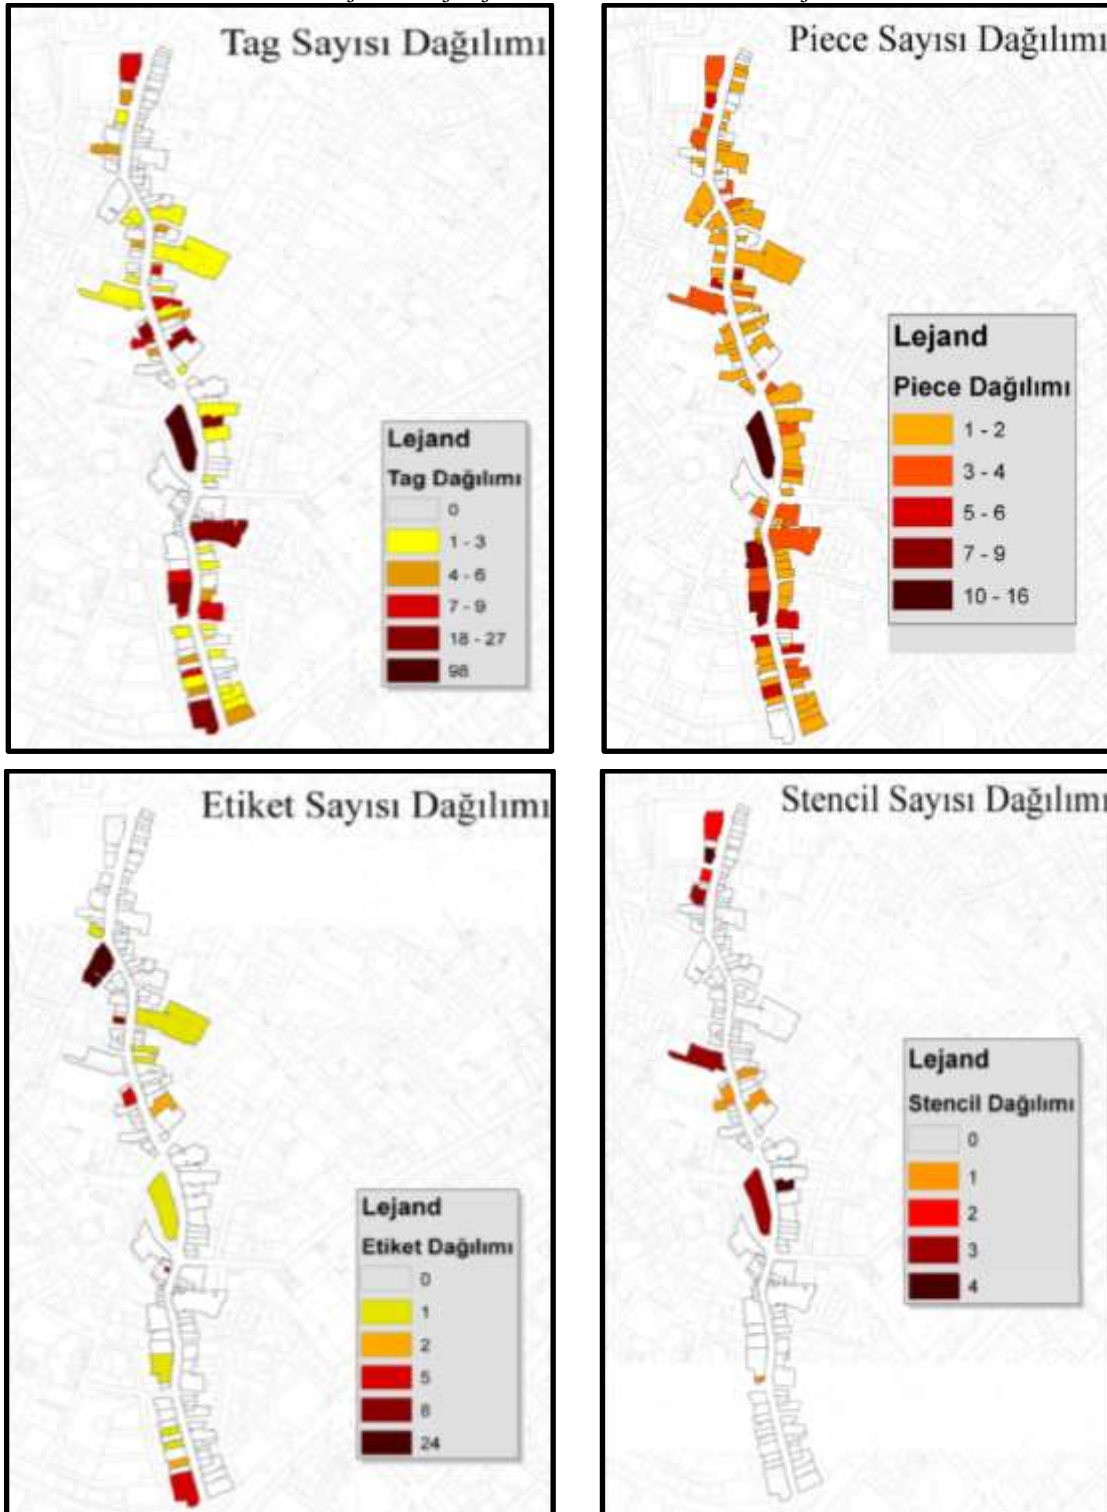 Tag Sayısı Dağılımı
Lejand
Tag Dağılımı
0
1 - 3
4 - 6
7 - 9
18 - 27
98
Piece Sayısı Dağılımı
Lejand
Piece Dağılımı
1 - 2
3 - 4
5 - 6
7 - 9
10 - 16
Etiket Sayısı Dağılımı
Lejand
Etiket Dağılımı
0
1
2
5
8
24
Stencil Sayısı Dağılımı
Lejand
Stencil Dağılımı
0
1
2
3
4